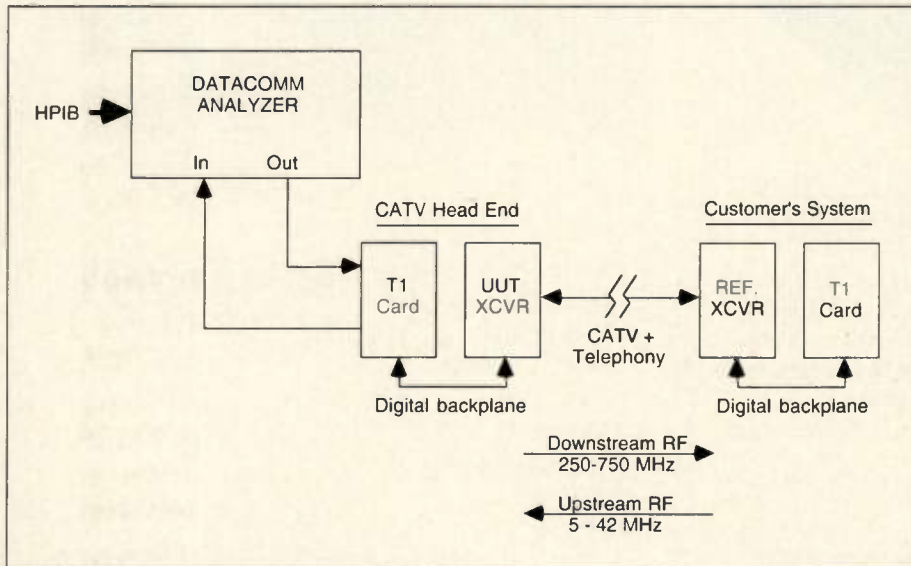 DATACOMM
ANALYZER
HPIB
In Out
CATV Head End
Customer's System
T1
Card
UUT
XCVR
REF.
XCVR
T1
Card
CATV +
Telephony
Digital backplane
Digital backplane
Downstream RF
250-750 MHz
Upstream RF
5 - 42 MHz